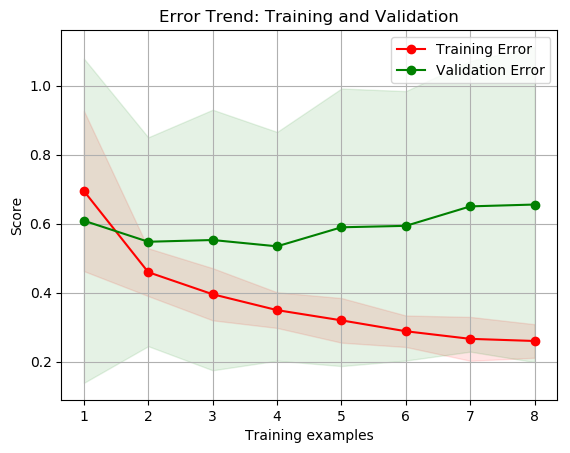 Error Trend: Training and Validation
Training Error
Validation Error
Score
1.0
0.8
0.6
0.4
0.2
1 2 3 4 5 6 7 8
Training examples